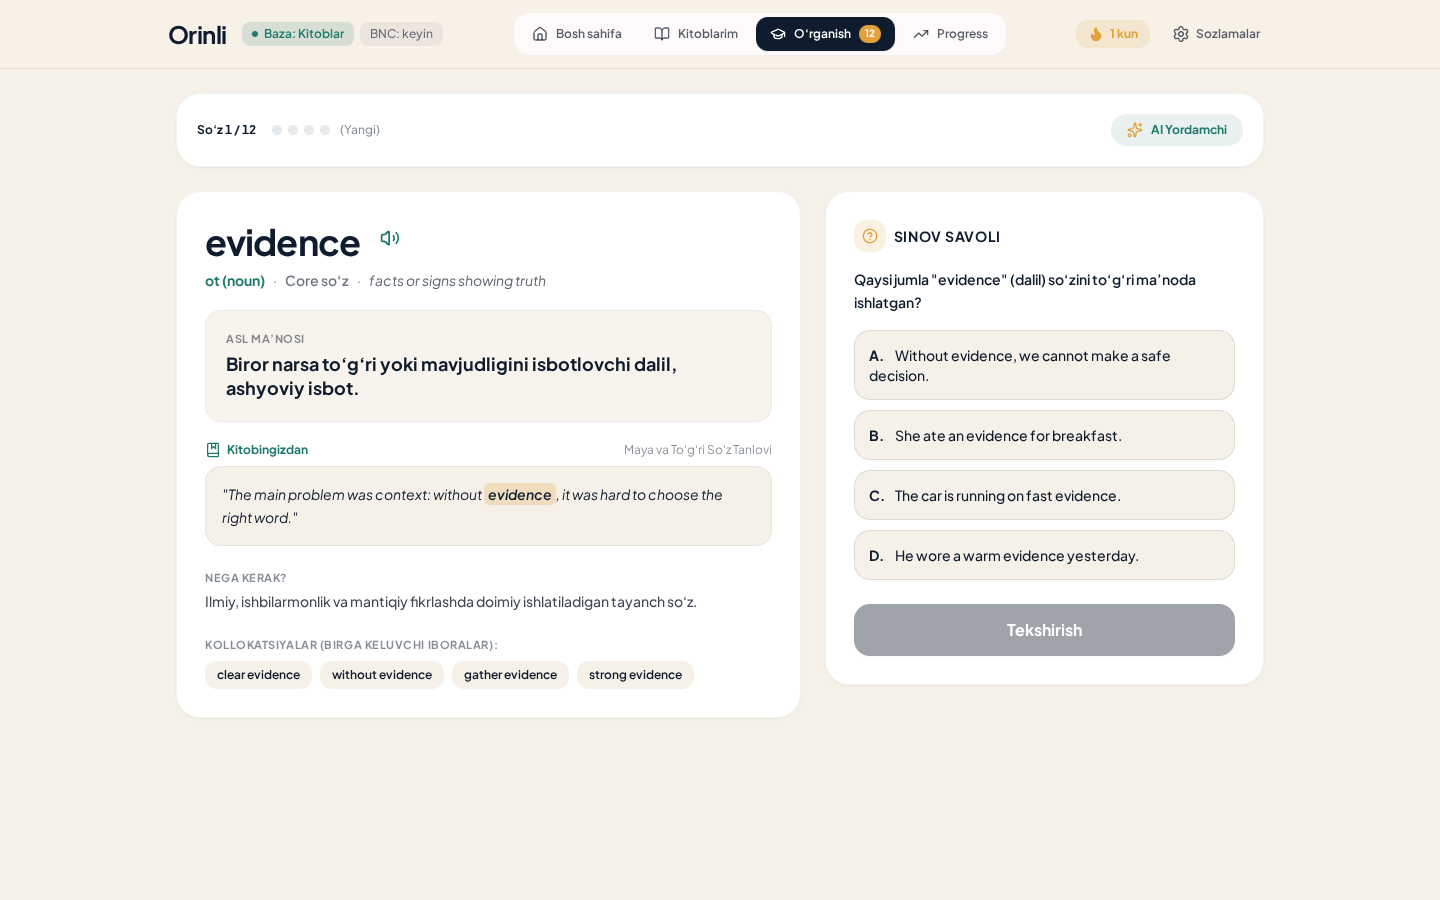 Orinli
Baza: Kitoblar
BNC: keyin
Bosh sahifa
Kitoblarim
O‘rganish 12
Progress
1 kun
Sozlamalar
So‘z 1 / 12
(Yangi)
AI Yordamchi
evidence
ot (noun) · Core so‘z · facts or signs showing truth
ASL MA’NOSI
Biror narsa to‘g‘ri yoki mavjudligini isbotlovchi dalil,
ashyoviy isbot.
Kitobingizdan
Maya va To‘g‘ri So‘z Tanlovi
"The main problem was context: without evidence, it was hard to choose the
right word."
NEGA KERAK?
Ilmiy, ishbilarmonlik va mantiqiy fikrlashda doimiy ishlatiladigan tayanch so‘z.
KOLLOKATSIYALAR (BIRGA KELUVCHI IBORALAR):
clear evidence
without evidence
gather evidence
strong evidence
SINOV SAVOLI
Qaysi jumla "evidence" (dalil) so‘zini to‘g‘ri ma’noda
ishlatgan?
A. Without evidence, we cannot make a safe
decision.
B. She ate an evidence for breakfast.
C. The car is running on fast evidence.
D. He wore a warm evidence yesterday.
Tekshirish